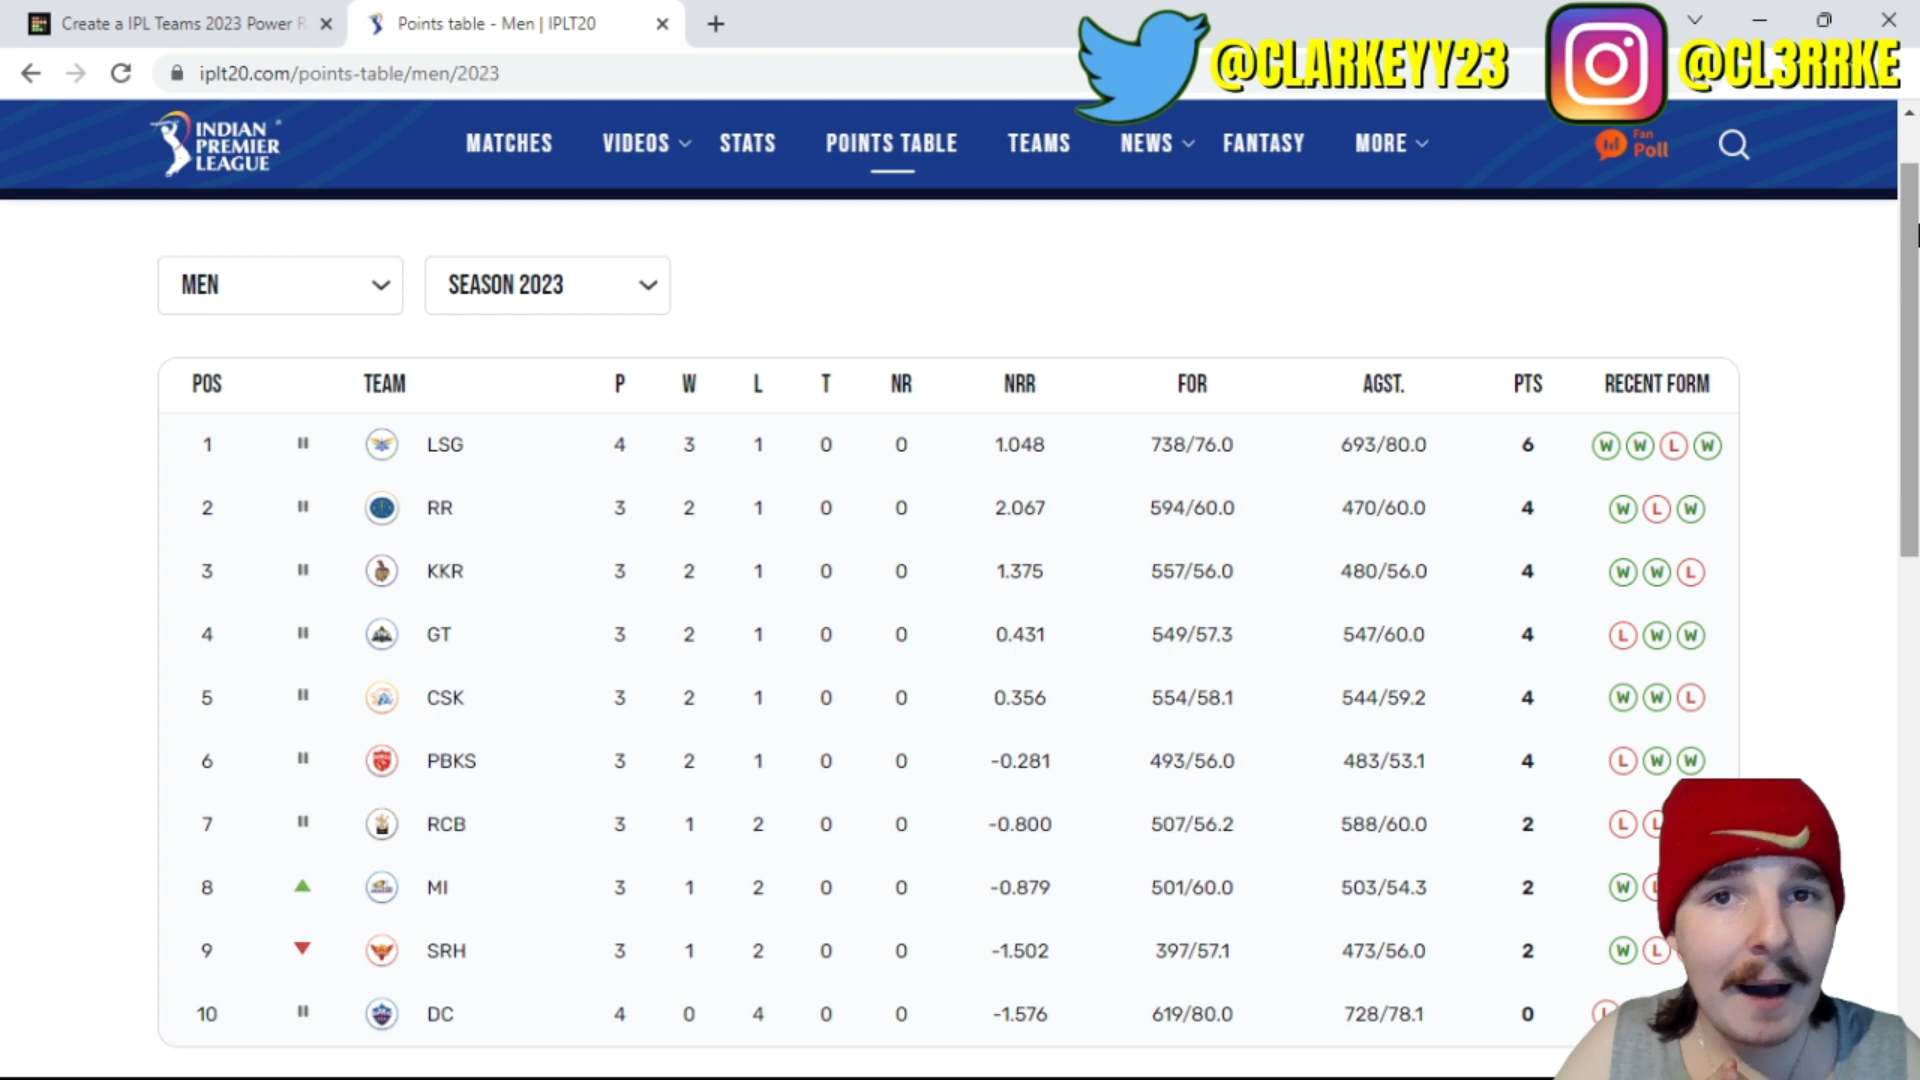 Create a IPL Teams 2023 Power R
Points table - Men | IPLT20
iplt20.com/points-table/men/2023
@CLARKEYY23
@CL3RRKE
INDIAN
PREMIER
LEAGUE
MATCHES VIDEOS STATS POINTS TABLE TEAMS NEWS FANTASY MORE
Fan
Poll
MEN SEASON 2023
POS TEAM P W L T NR NRR FOR AGST. PTS RECENT FORM
1 LSG 4 3 1 0 0 1.048 738/76.0 693/80.0 6 W W L W
2 RR 3 2 1 0 0 2.067 594/60.0 470/60.0 4 W L W
3 KKR 3 2 1 0 0 1.375 557/56.0 480/56.0 4 W W L
4 GT 3 2 1 0 0 0.431 549/57.3 547/60.0 4 L W W
5 CSK 3 2 1 0 0 0.356 554/58.1 544/59.2 4 W W L
6 PBKS 3 2 1 0 0 -0.281 493/56.0 483/53.1 4 L W W
7 RCB 3 1 2 0 0 -0.800 507/56.2 588/60.0 2 L L
8 MI 3 1 2 0 0 -0.879 501/60.0 503/54.3 2 W L
9 SRH 3 1 2 0 0 -1.502 397/57.1 473/56.0 2 W L
10 DC 4 0 4 0 0 -1.576 619/80.0 728/78.1 0 L